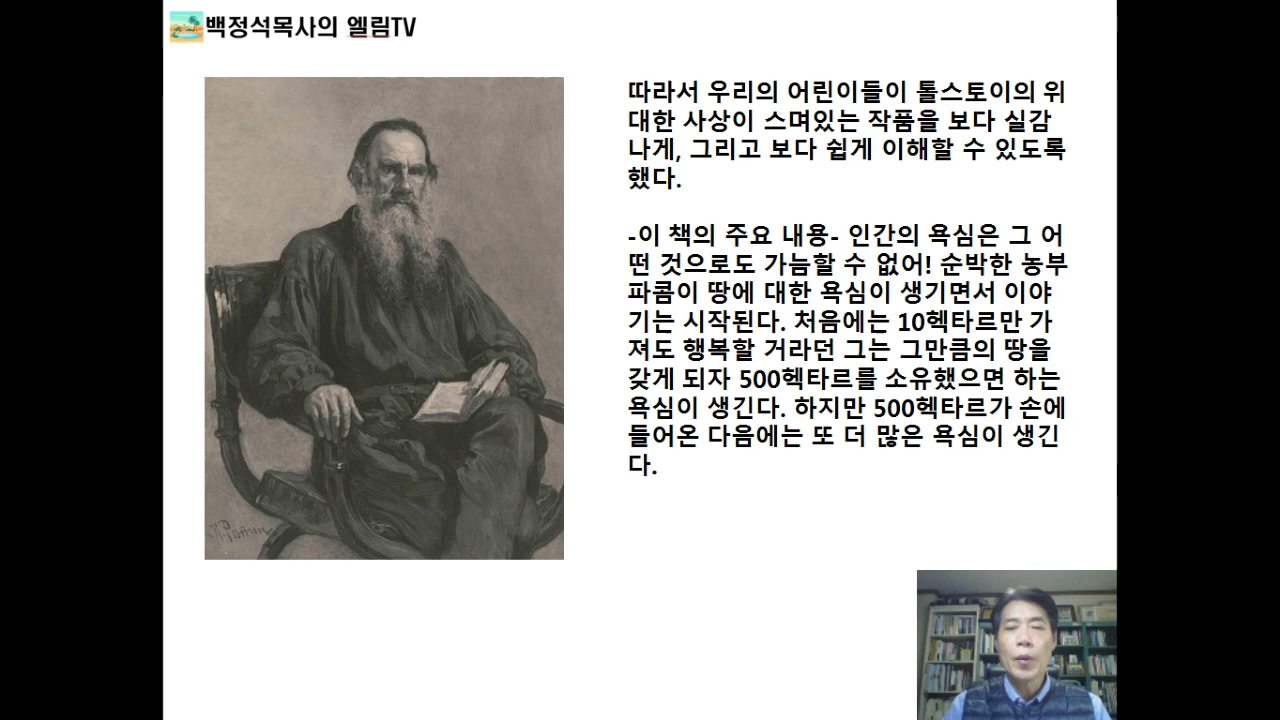 백정석목사의 엘림TV
따라서 우리의 어린이들이 톨스토이의 위
대한 사상이 스며있는 작품을 보다 실감
나게, 그리고 보다 쉽게 이해할 수 있도록
했다.
-이 책의 주요 내용- 인간의 욕심은 그 어
떤 것으로도 가늠할 수 없어! 순박한 농부
파콤이 땅에 대한 욕심이 생기면서 이야
기는 시작된다. 처음에는 10헥타르만 가
져도 행복할 거라던 그는 그만큼의 땅을
갖게 되자 500헥타르를 소유했으면 하는
욕심이 생긴다. 하지만 500헥타르가 손에
들어온 다음에는 또 더 많은 욕심이 생긴
다.